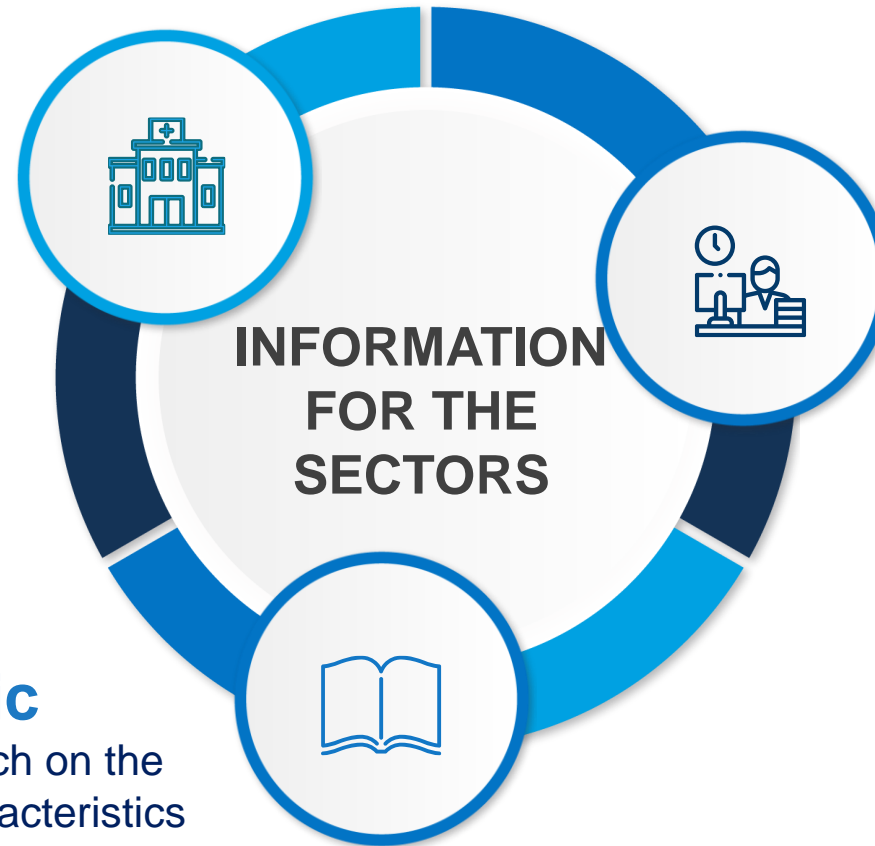 INFORMATION
FOR THE
SECTORS
c
ch on the
acteristics